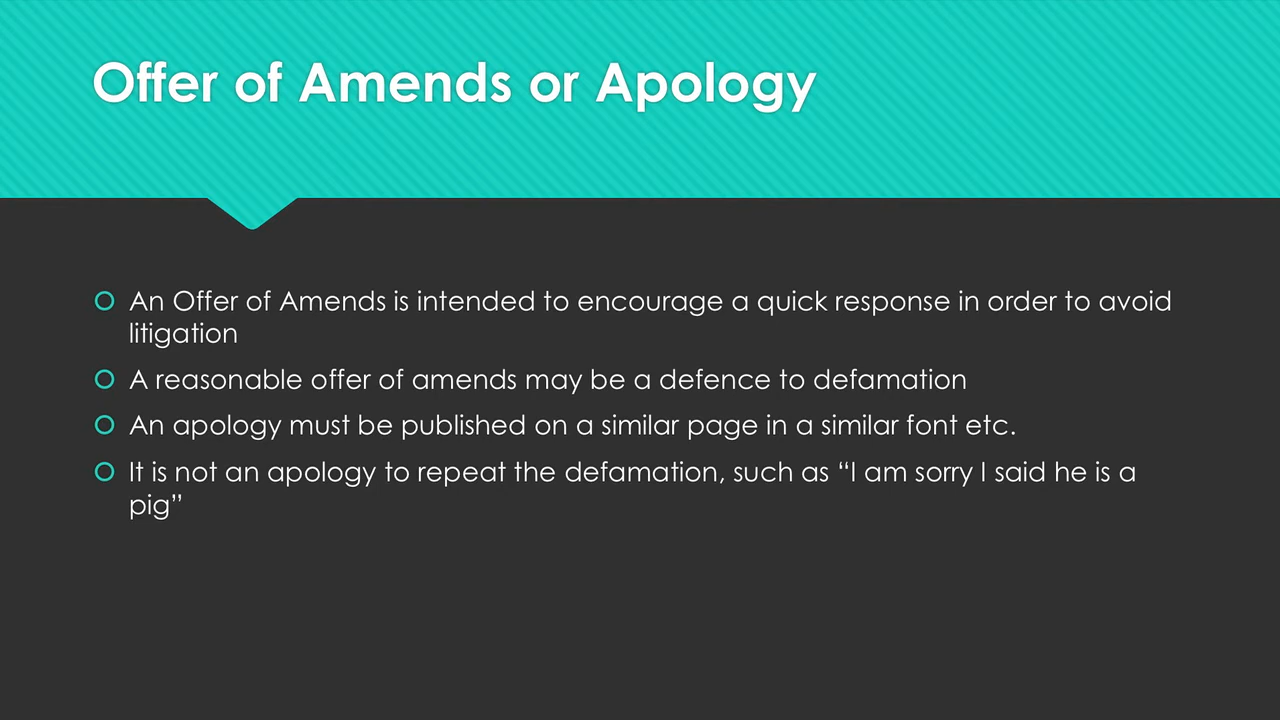 Offer of Amends or Apology
An Offer of Amends is intended to encourage a quick response in order to avoid
litigation
A reasonable offer of amends may be a defence to defamation
An apology must be published on a similar page in a similar font etc.
It is not an apology to repeat the defamation, such as “I am sorry I said he is a
pig”